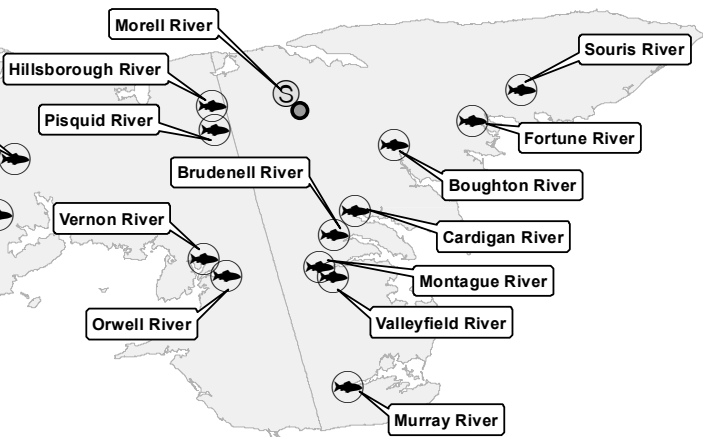 Morell River
Souris River
Hillsborough River
Pisquid River
S
Fortune River
Brudenell River
Boughton River
Vernon River
Cardigan River
Montague River
Orwell River
Valleyfield River
Murray River